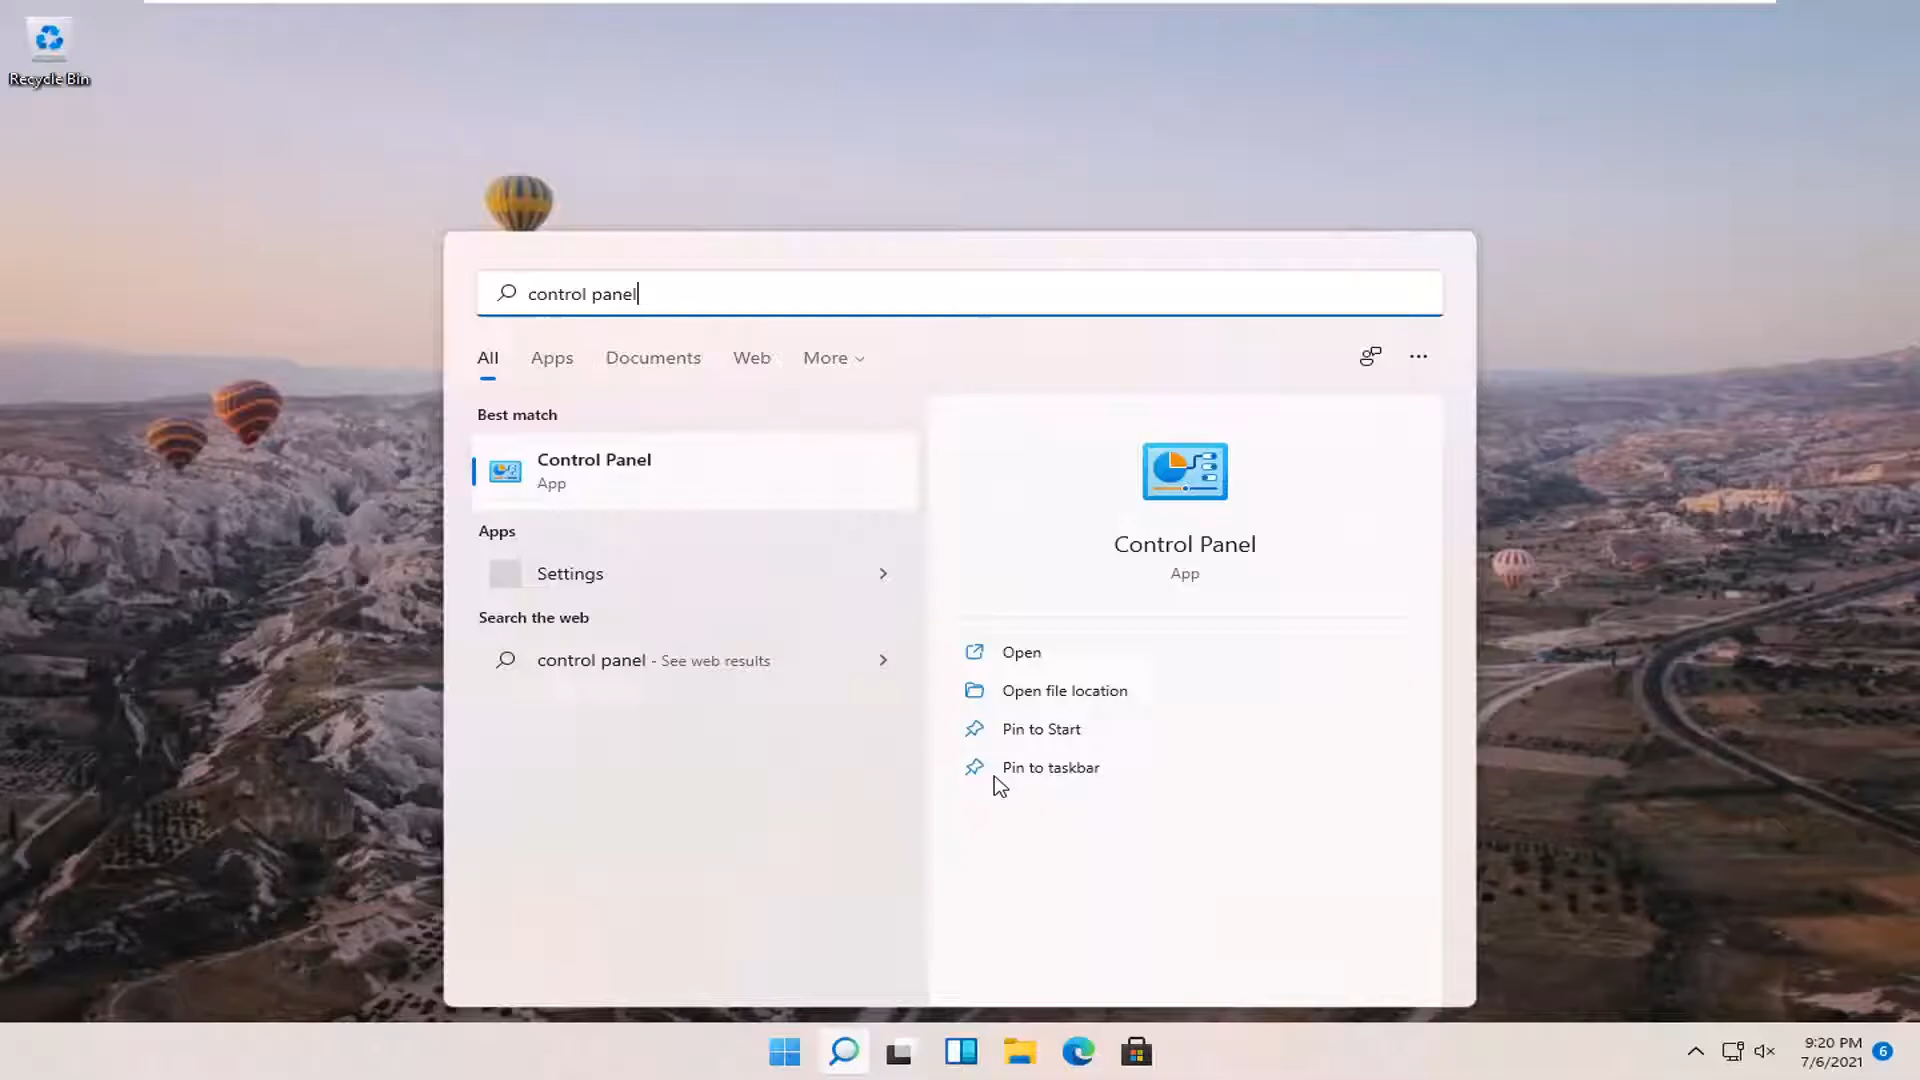 Recycle Bin
control panel
All Apps Documents Web More
Best match
Control Panel
App
Apps
Settings
Search the web
control panel - See web results
Control Panel
App
Open
Open file location
Pin to Start
Pin to taskbar
9:20 PM
7/6/2021
6